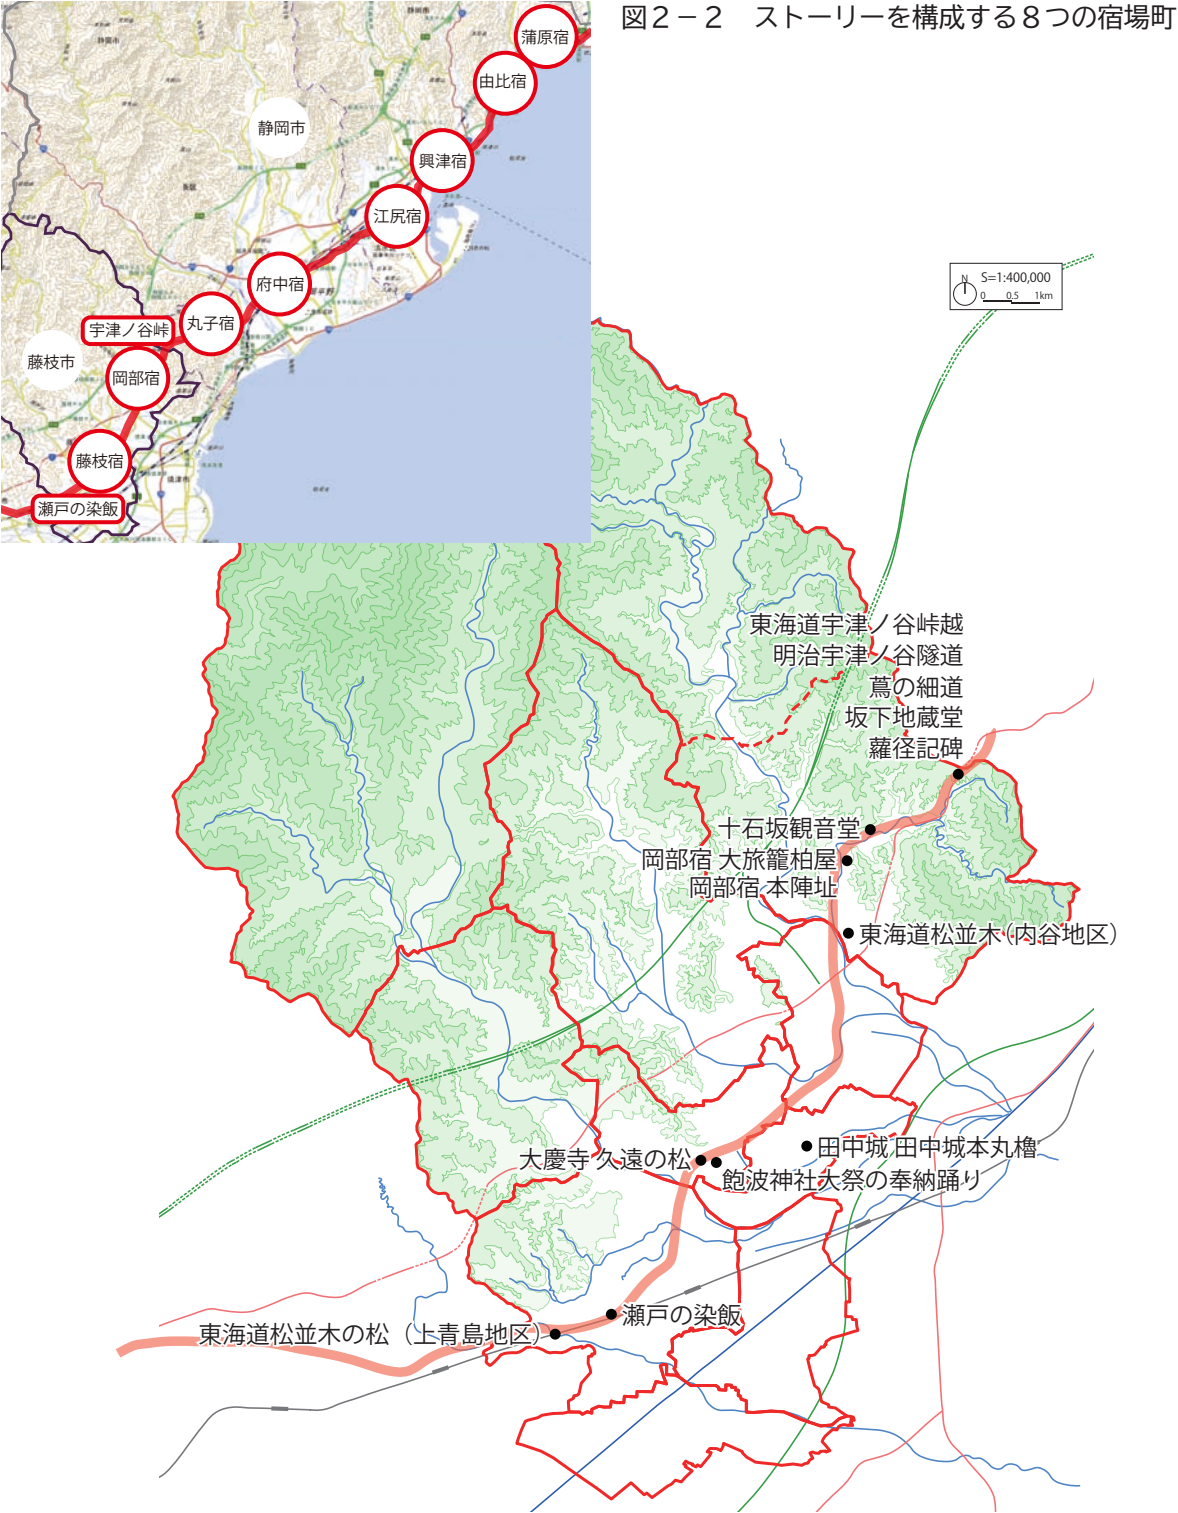 図２－２　ストーリーを構成する８つの宿場町
蒲原宿
由比宿
静岡市
興津宿
江尻宿
府中宿
丸子宿
宇津ノ谷峠
藤枝市
岡部宿
藤枝宿
瀬戸の染飯
N
S=1:400,000
0 0.5 1km
東海道宇津ノ谷峠越
明治宇津ノ谷隧道
蔦の細道
坂下地蔵堂
蘿径記碑
十石坂観音堂
岡部宿 大旅籠柏屋
岡部宿 本陣址
東海道松並木（内谷地区）
田中城 田中城本丸櫓
大慶寺 久遠の松
飽波神社大祭の奉納踊り
瀬戸の染飯
東海道松並木の松（上青島地区）